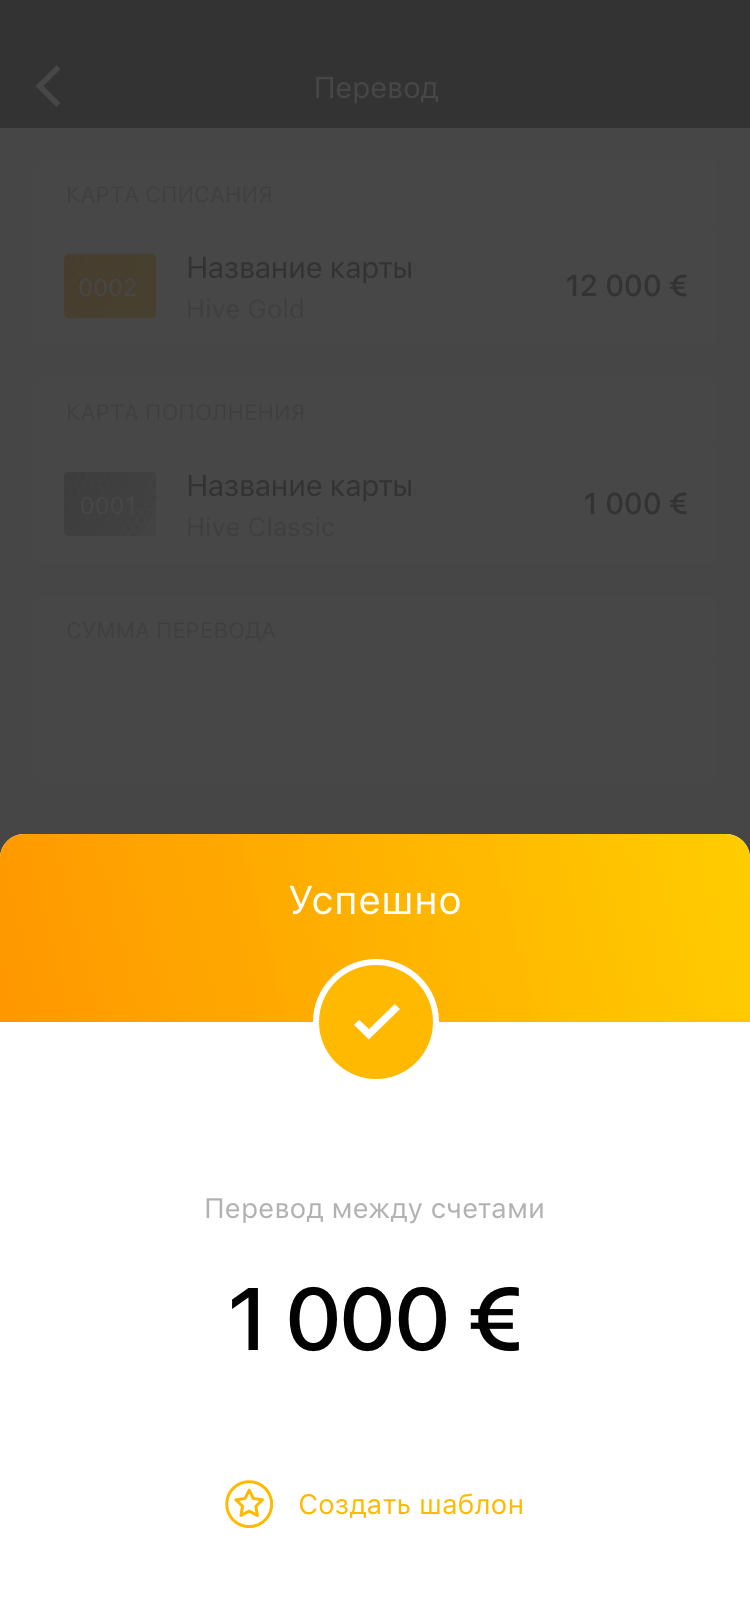 Перевод
КАРТА СПИСАНИЯ
0002
Название карты
Hive Gold
12 000 €
КАРТА ПОПОЛНЕНИЯ
0001
Название карты
Hive Classic
1 000 €
СУММА ПЕРЕВОДА
Успешно
Перевод между счетами
1 000 €
Создать шаблон